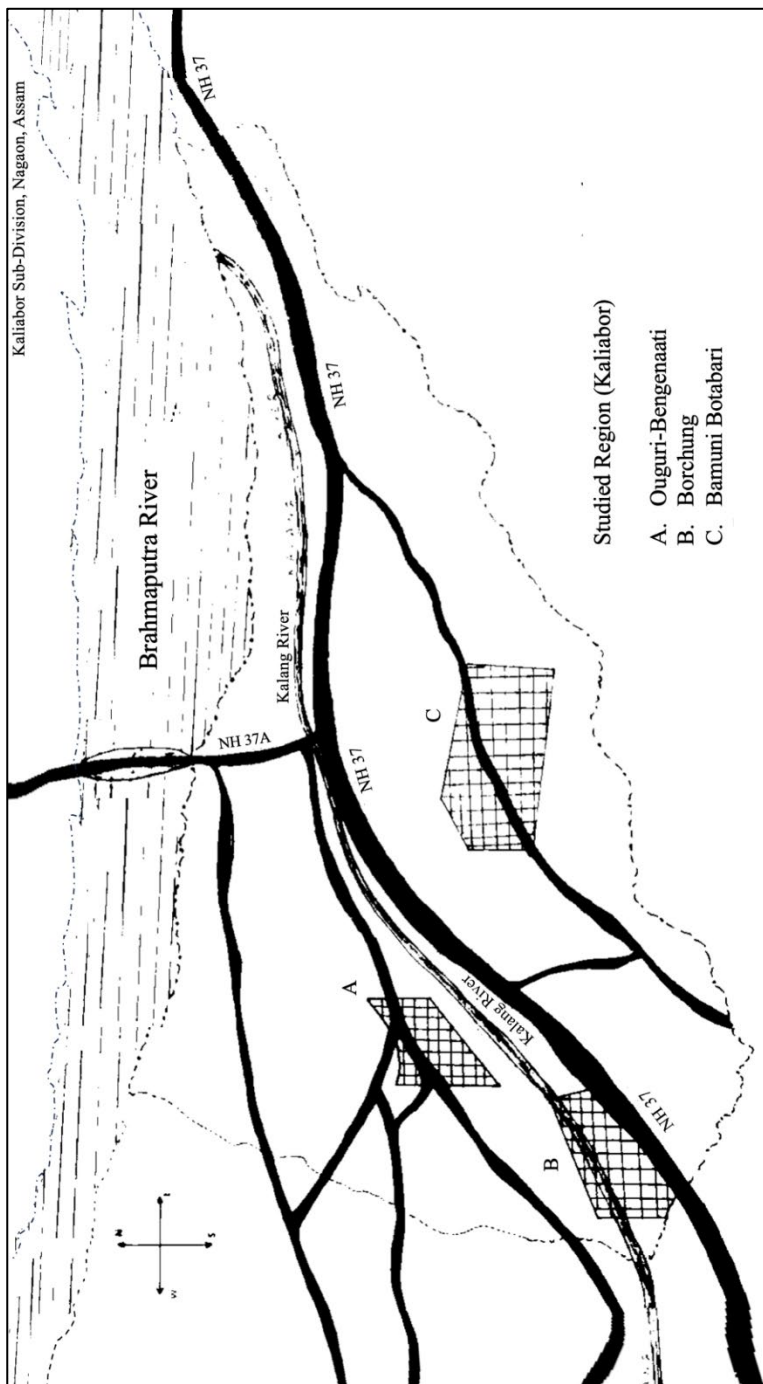 Kaliabor Sub-Division, Nagaon, Assam
NH 37
Brahmaputra River
NH 37
Kalang River
NH 37A
NH 37
C
A
Kalang River
B
NH 37
N
E
S
W
Studied Region (Kaliabor)
A. Ouguri-Bengenaati
B. Borchung
C. Bamuni Botabari